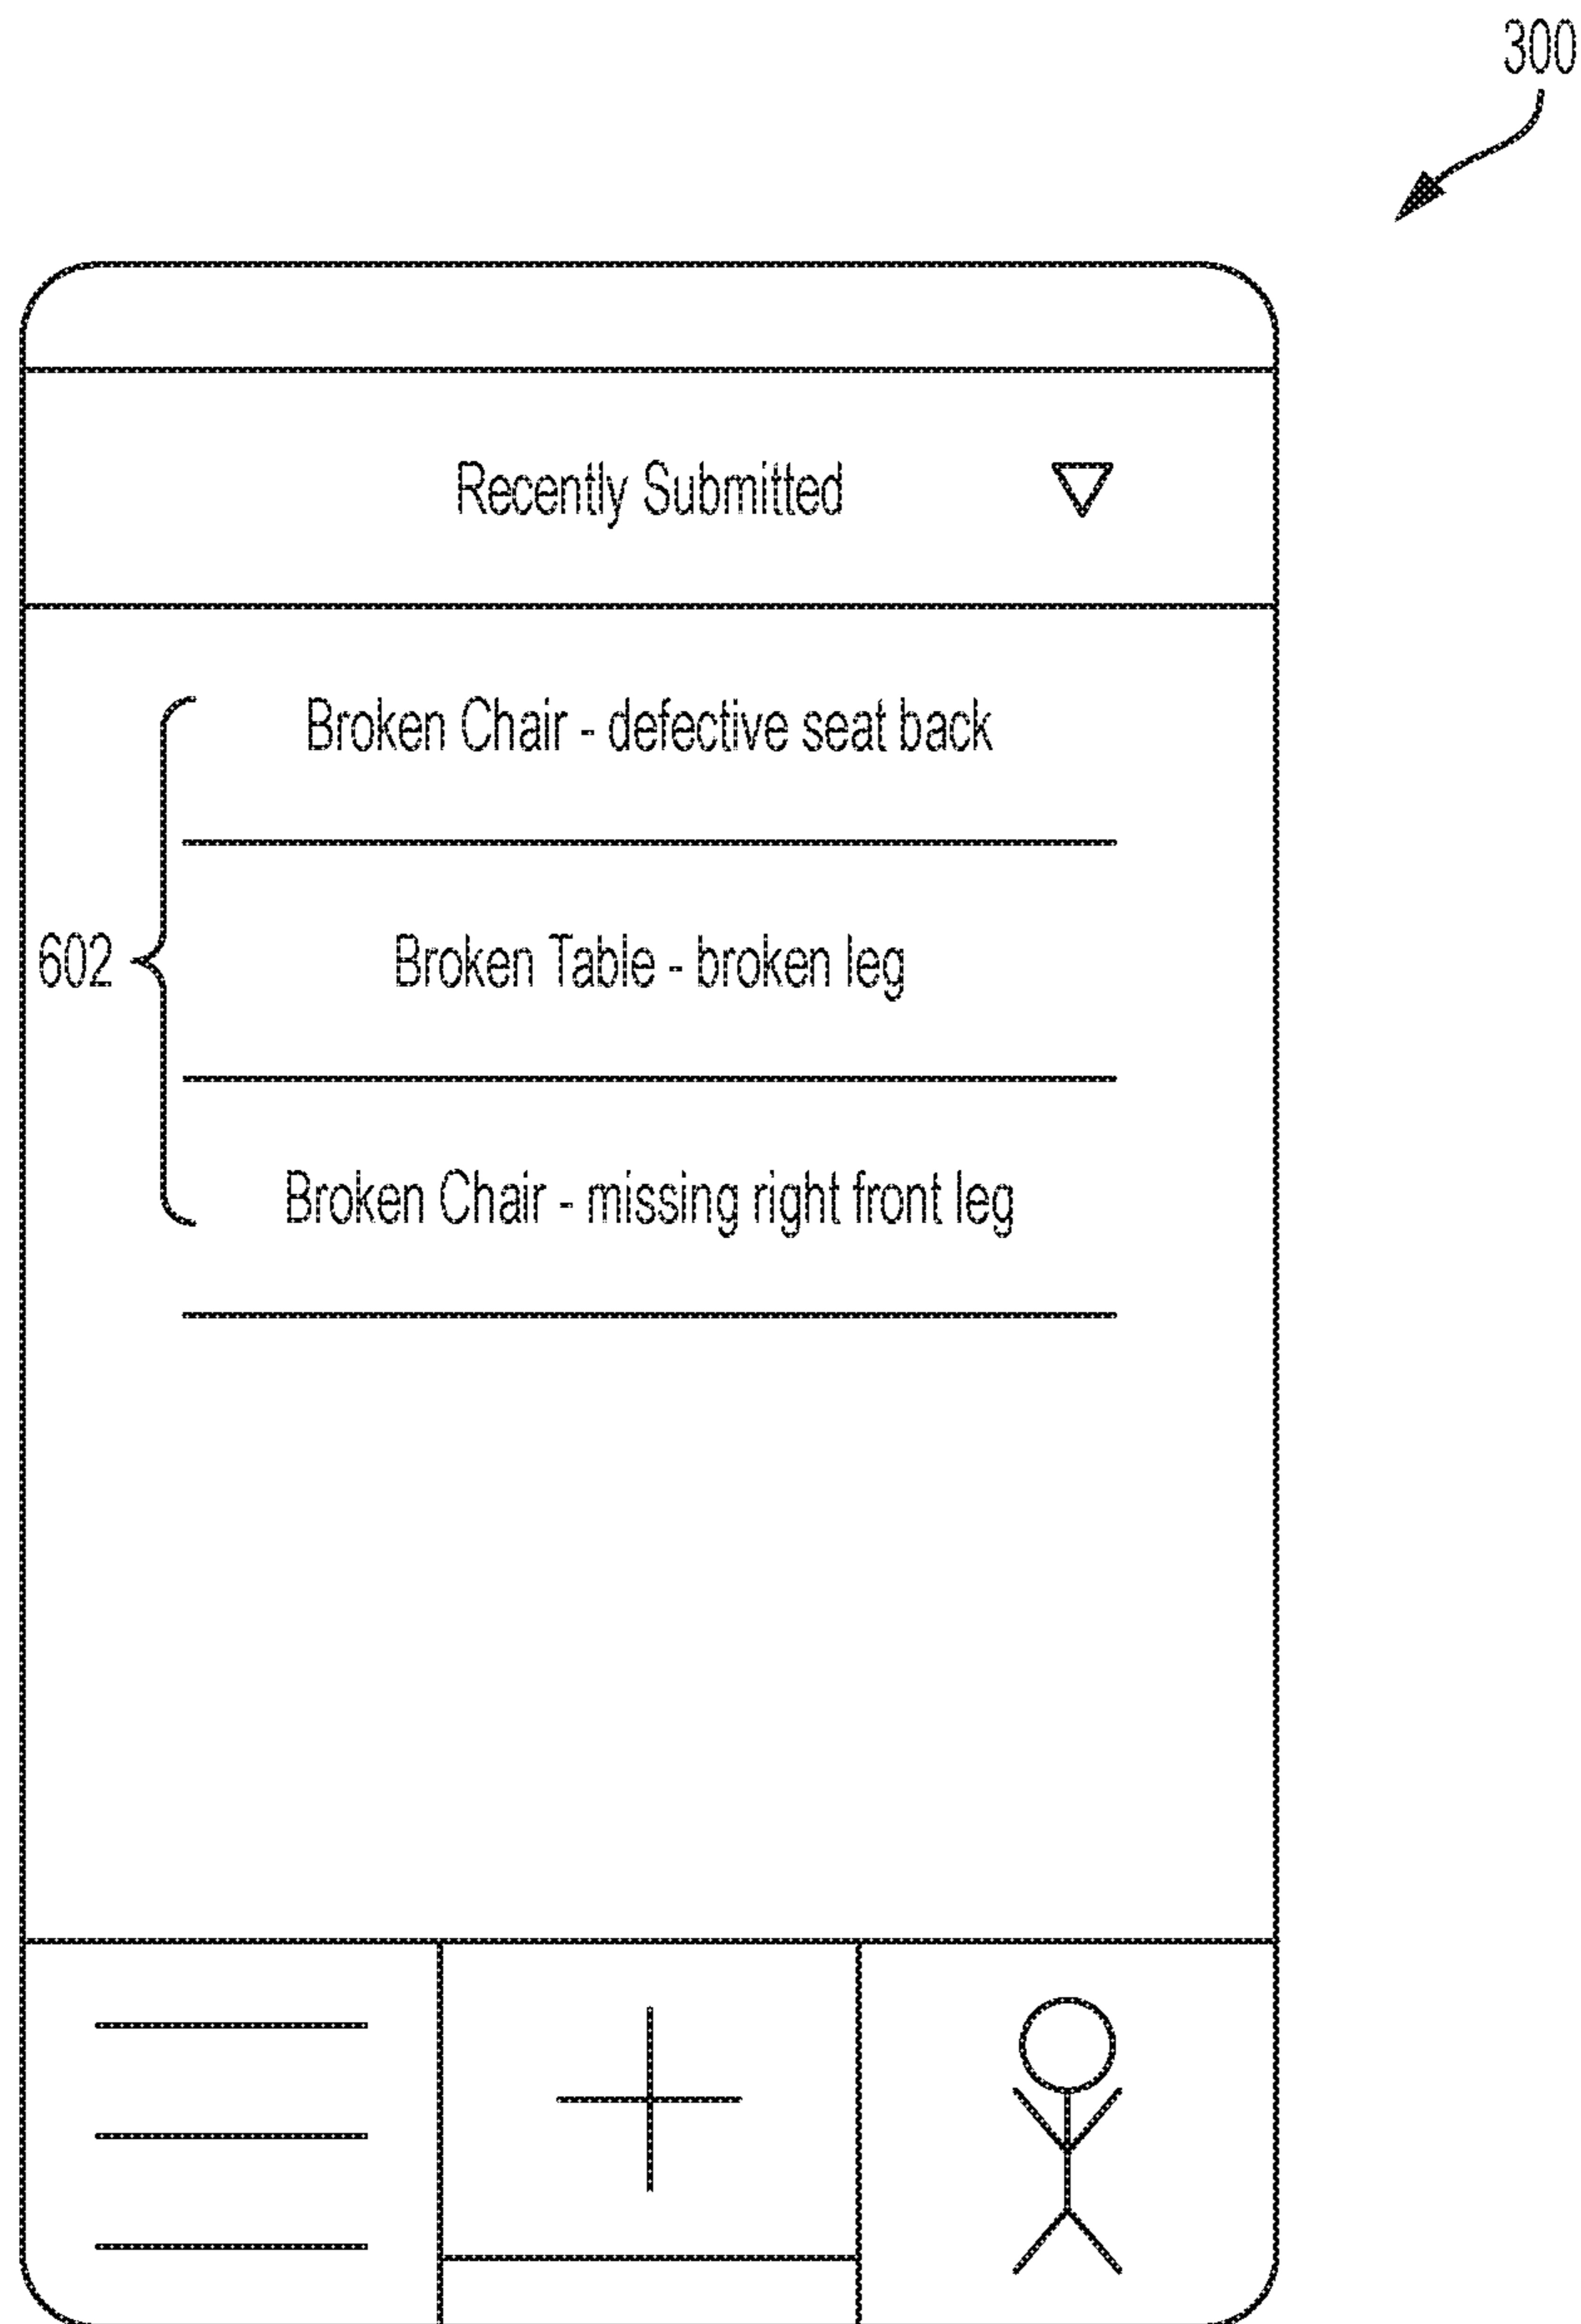 300
Recently Submitted
Broken Chair - defective seat back
602
Broken Table - broken leg
Broken Chair - missing right front leg